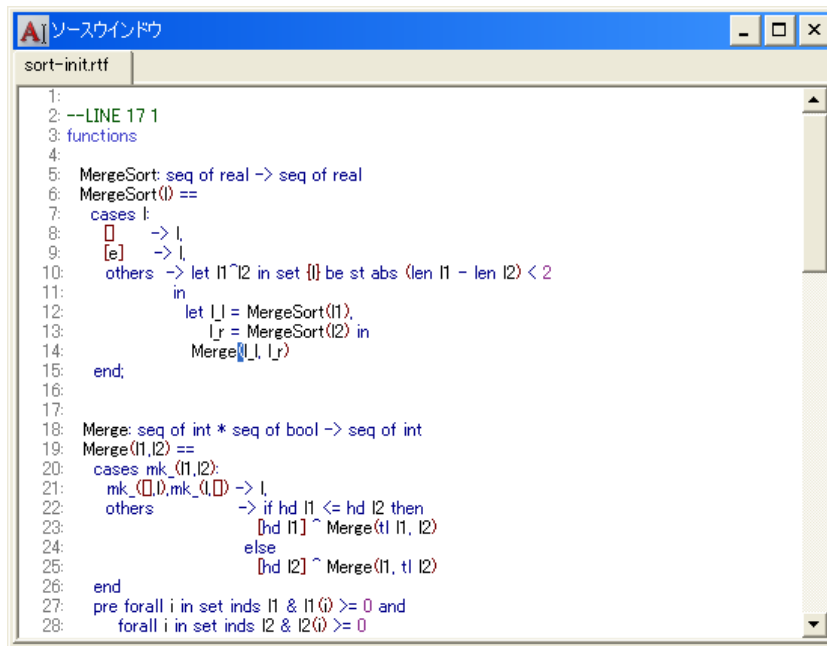 ソースウインドウ
sort-init.rtf
1:
2: --LINE 17 1
3: functions
4:
5: MergeSort: seq of real -> seq of real
6: MergeSort(l) ==
7: cases l:
8: [] -> l,
9: [e] -> l,
10: others -> let l1^l2 in set {l} be st abs (len l1 - len l2) < 2
11: in
12: let l_l = MergeSort(l1),
13: l_r = MergeSort(l2) in
14: Merge(l_l, l_r)
15: end;
16:
17:
18: Merge: seq of int * seq of bool -> seq of int
19: Merge(l1,l2) ==
20: cases mk_(l1,l2):
21: mk_([],l),mk_(l,[]) -> l,
22: others -> if hd l1 <= hd l2 then
23: [hd l1] ^ Merge(tl l1, l2)
24: else
25: [hd l2] ^ Merge(l1, tl l2)
26: end
27: pre forall i in set inds l1 & l1(i) >= 0 and
28: forall i in set inds l2 & l2(i) >= 0